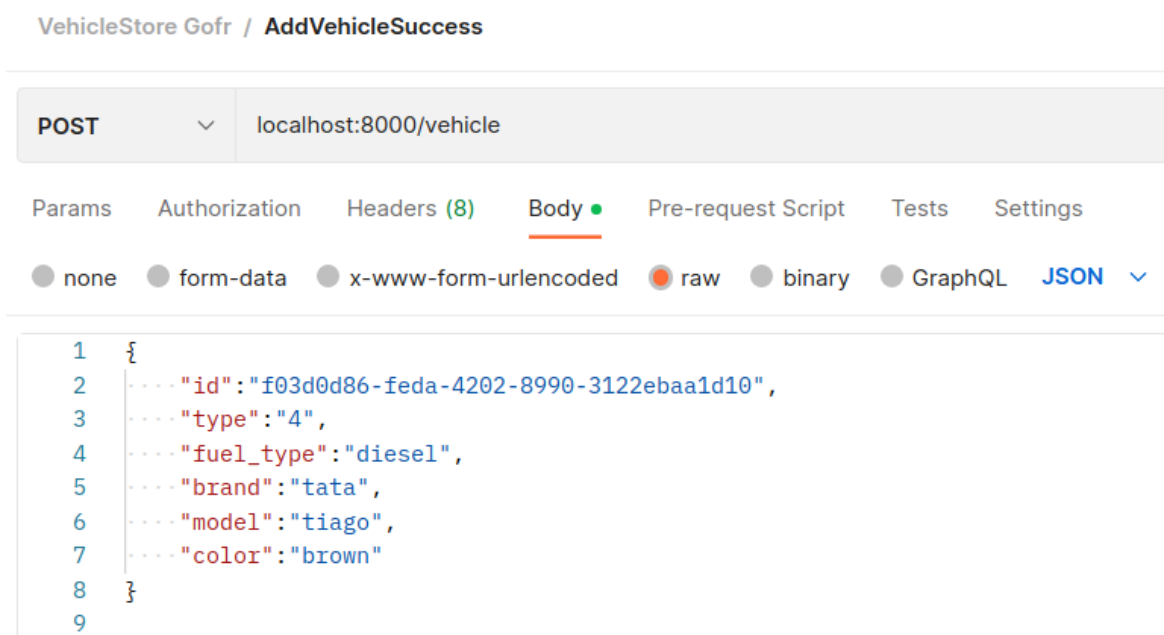 VehicleStore Gofr / AddVehicleSuccess
POST localhost:8000/vehicle
Params Authorization Headers (8) Body Pre-request Script Tests Settings
none form-data x-www-form-urlencoded raw binary GraphQL JSON
1 {
2 "id":"f03d0d86-feda-4202-8990-3122ebaa1d10",
3 "type":"4",
4 "fuel_type":"diesel",
5 "brand":"tata",
6 "model":"tiago",
7 "color":"brown"
8 }
9